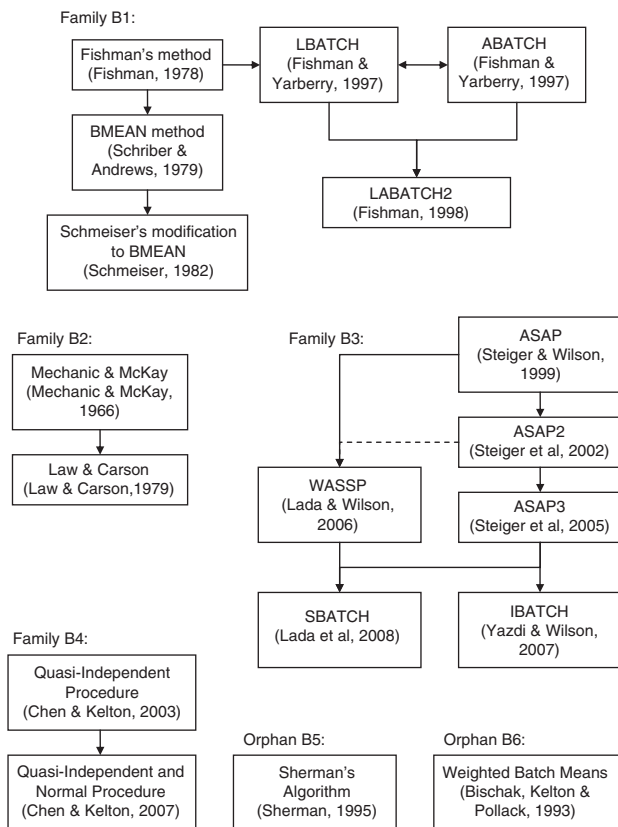 Family B1:
Fishman's method
(Fishman, 1978)
LBATCH
(Fishman &
Yarberry, 1997)
ABATCH
(Fishman &
Yarberry, 1997)
BMEAN method
(Schriber &
Andrews, 1979)
LABATCH2
(Fishman, 1998)
Schmeiser's modification
to BMEAN
(Schmeiser, 1982)
Family B2:
Mechanic & McKay
(Mechanic & McKay,
1966)
Law & Carson
(Law & Carson,1979)
Family B3:
ASAP
(Steiger & Wilson,
1999)
ASAP2
(Steiger et al, 2002)
WASSP
(Lada & Wilson,
2006)
ASAP3
(Steiger et al, 2005)
SBATCH
(Lada et al, 2008)
IBATCH
(Yazdi & Wilson,
2007)
Family B4:
Quasi-Independent
Procedure
(Chen & Kelton, 2003)
Quasi-Independent and
Normal Procedure
(Chen & Kelton, 2007)
Orphan B5:
Sherman's
Algorithm
(Sherman, 1995)
Orphan B6:
Weighted Batch Means
(Bischak, Kelton &
Pollack, 1993)